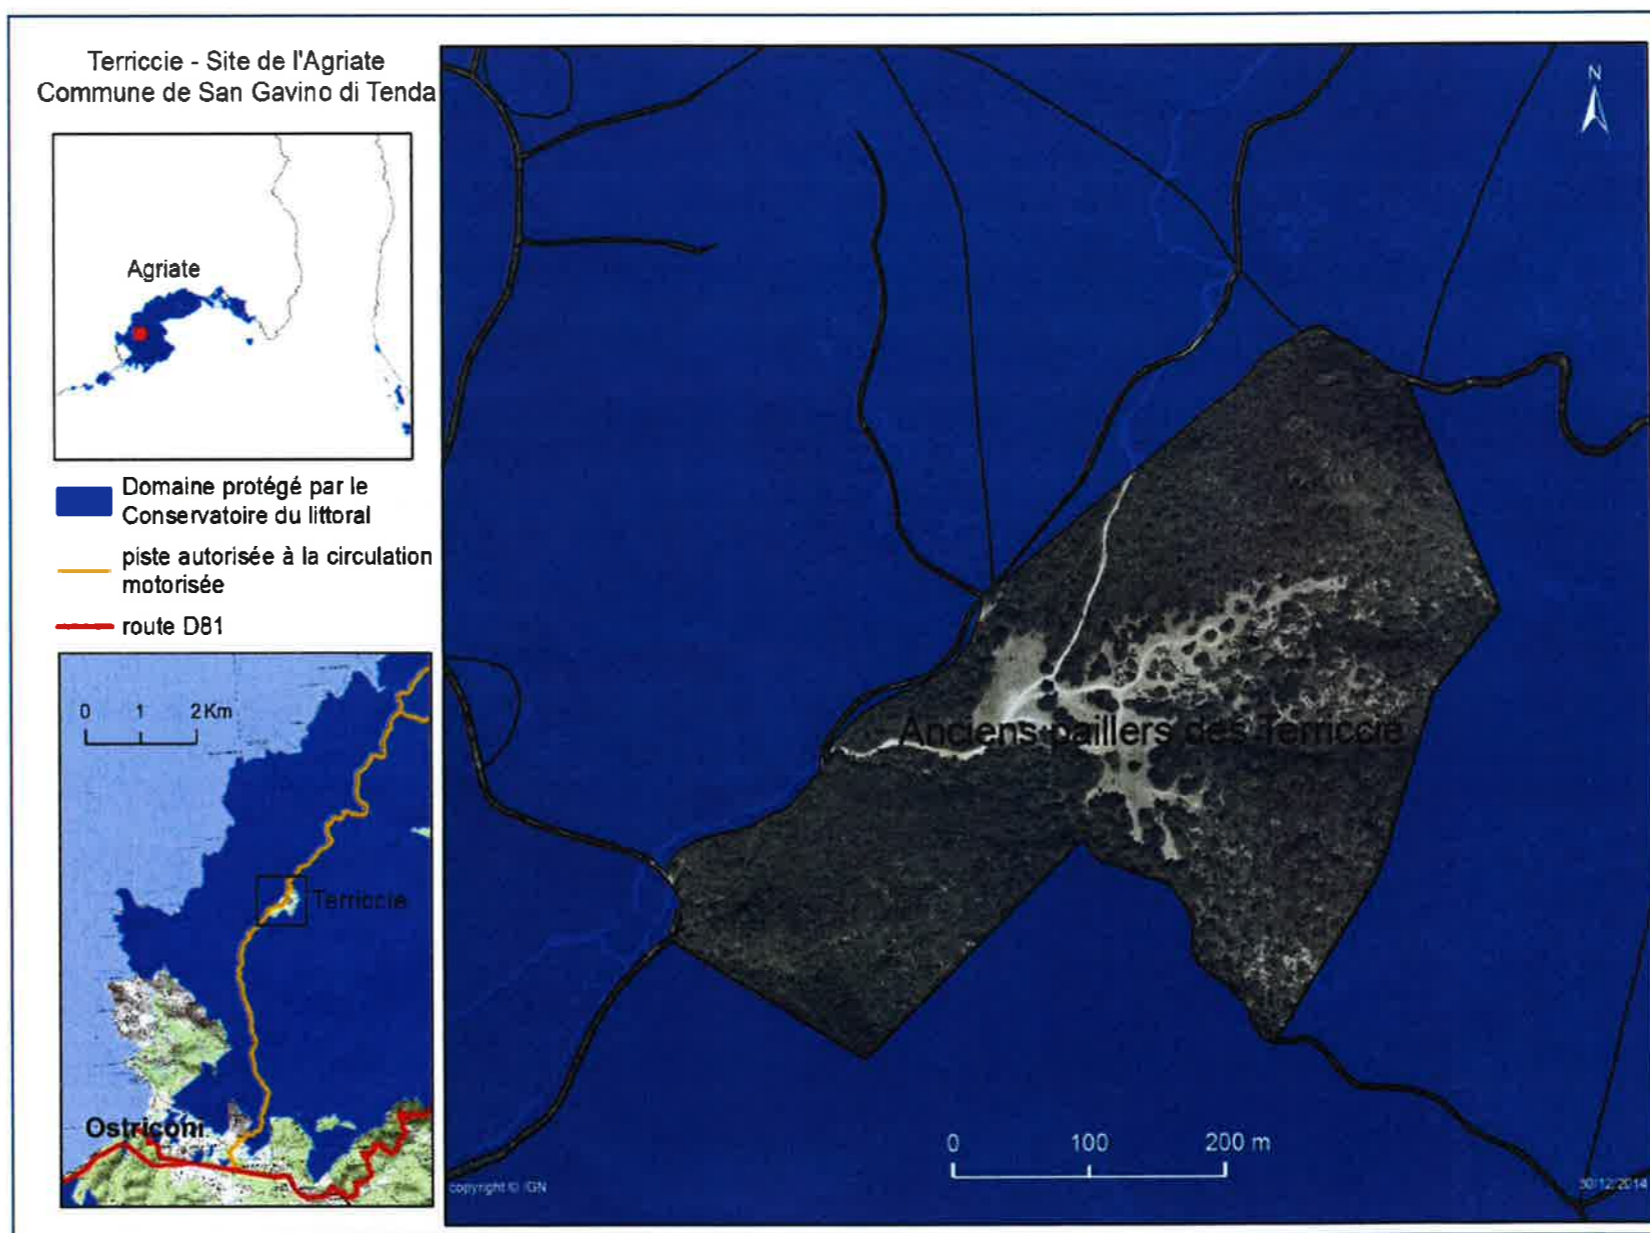 Terriccie - Site de l'Agriate
Commune de San Gavino di Tenda
Agriate
Domaine protégé par le
Conservatoire du littoral
piste autorisée à la circulation
motorisée
route D81
0 1 2 Km
Terriccie
Ostriconi
N
Anciens paillers des Terriccie
0 100 200 m
copyright © IGN
30/12/2014